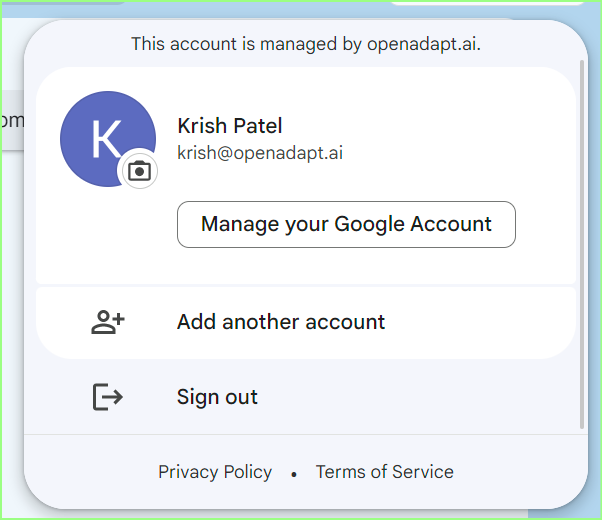 This account is managed by openadapt.ai.
K
Krish Patel
krish@openadapt.ai
Manage your Google Account
Add another account
Sign out
Privacy Policy • Terms of Service